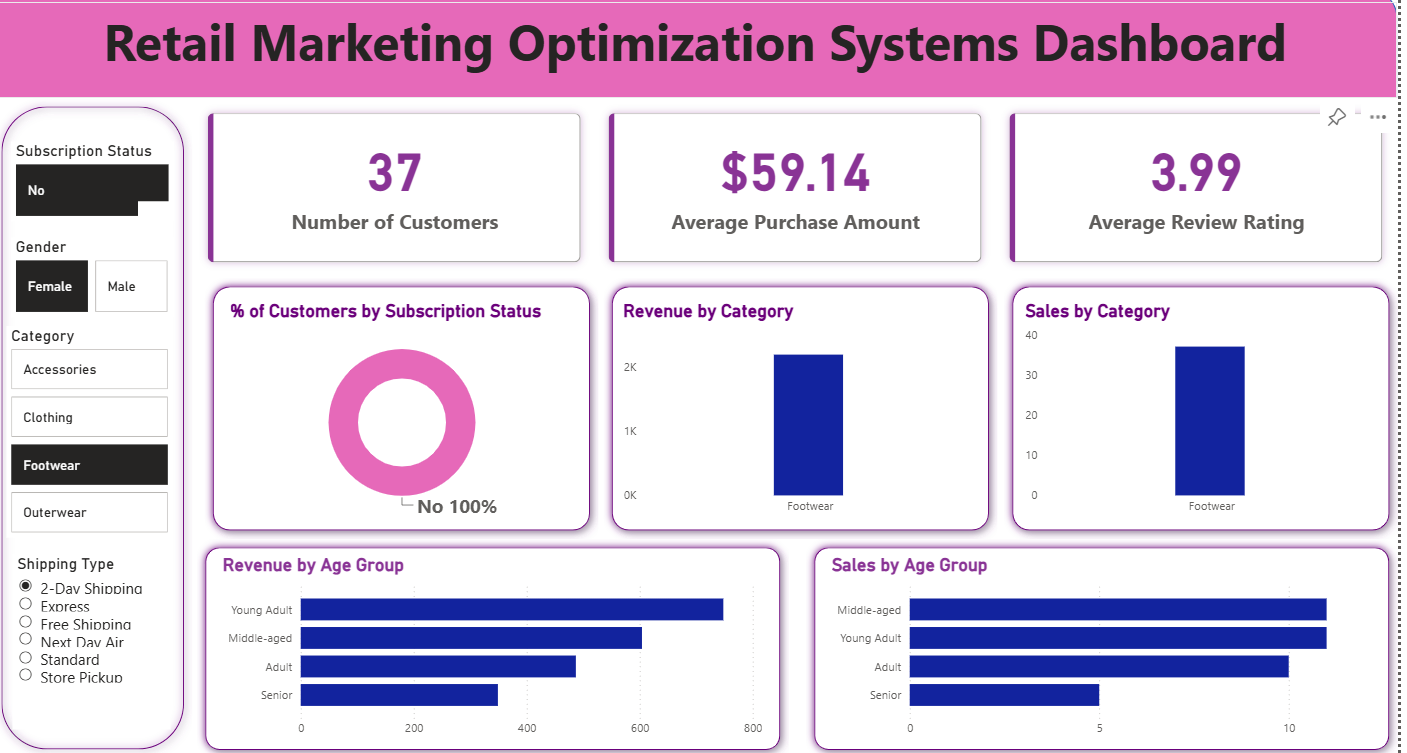 Retail Marketing Optimization Systems Dashboard
Subscription Status
No
Gender
Female
Male
Category
Accessories
Clothing
Footwear
Outerwear
Shipping Type
2-Day Shipping
Express
Free Shipping
Next Day Air
Standard
Store Pickup
37
Number of Customers
$59.14
Average Purchase Amount
3.99
Average Review Rating
% of Customers by Subscription Status
No 100%
Revenue by Category
2K
1K
0K
Footwear
Sales by Category
40
30
20
10
0
Footwear
Revenue by Age Group
Young Adult
Middle-aged
Adult
Senior
0 200 400 600 800
Sales by Age Group
Middle-aged
Young Adult
Adult
Senior
0 5 10